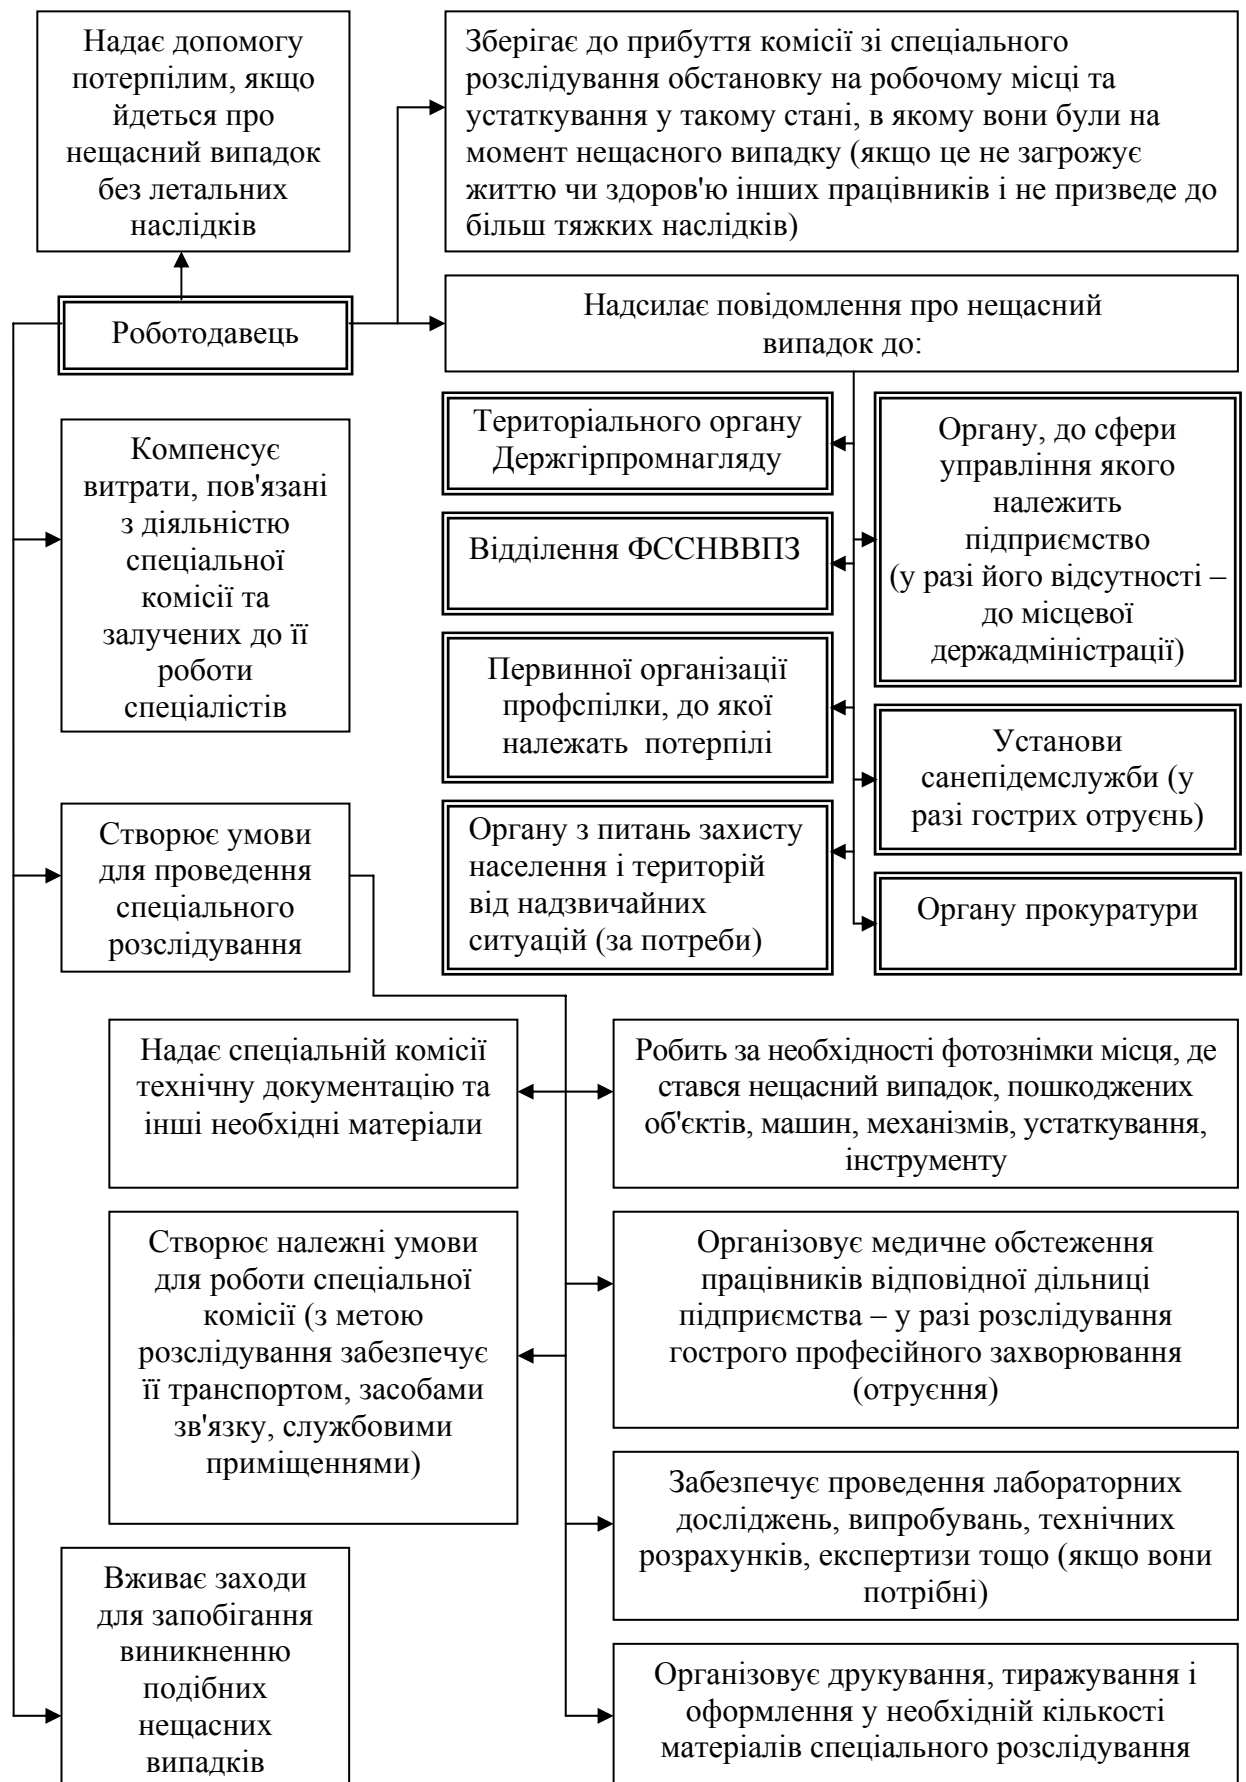 Надає допомогу
потерпілим, якщо
йдеться про
нещасний випадок
без летальних
наслідків
Зберігає до прибуття комісії зі спеціального
розслідування обстановку на робочому місці та
устаткування у такому стані, в якому вони були на
момент нещасного випадку (якщо це не загрожує
життю чи здоров'ю інших працівників і не призведе до
більш тяжких наслідків)
Роботодавець
Надсилає повідомлення про нещасний
випадок до:
Територіального органу
Держгірпромнагляду
Органу, до сфери
управління якого
належить
підприємство
(у разі його відсутності –
до місцевої
держадміністрації)
Компенсує
витрати, пов'язані
з діяльністю
спеціальної
комісії та
залучених до її
роботи
спеціалістів
Відділення ФССНВВПЗ
Первинної організації
профспілки, до якої
належать потерпілі
Установи
санепідемслужби (у
разі гострих отруєнь)
Створює умови
для проведення
спеціального
розслідування
Органу з питань захисту
населення і територій
від надзвичайних
ситуацій (за потреби)
Органу прокуратури
Надає спеціальній комісії
технічну документацію та
інші необхідні матеріали
Робить за необхідності фотознімки місця, де
стався нещасний випадок, пошкоджених
об'єктів, машин, механізмів, устаткування,
інструменту
Створює належні умови
для роботи спеціальної
комісії (з метою
розслідування забезпечує
її транспортом, засобами
зв'язку, службовими
приміщеннями)
Організовує медичне обстеження
працівників відповідної дільниці
підприємства – у разі розслідування
гострого професійного захворювання
(отруєння)
Забезпечує проведення лабораторних
досліджень, випробувань, технічних
розрахунків, експертизи тощо (якщо вони
потрібні)
Вживає заходи
для запобігання
виникненню
подібних
нещасних
випадків
Організовує друкування, тиражування і
оформлення у необхідній кількості
матеріалів спеціального розслідування